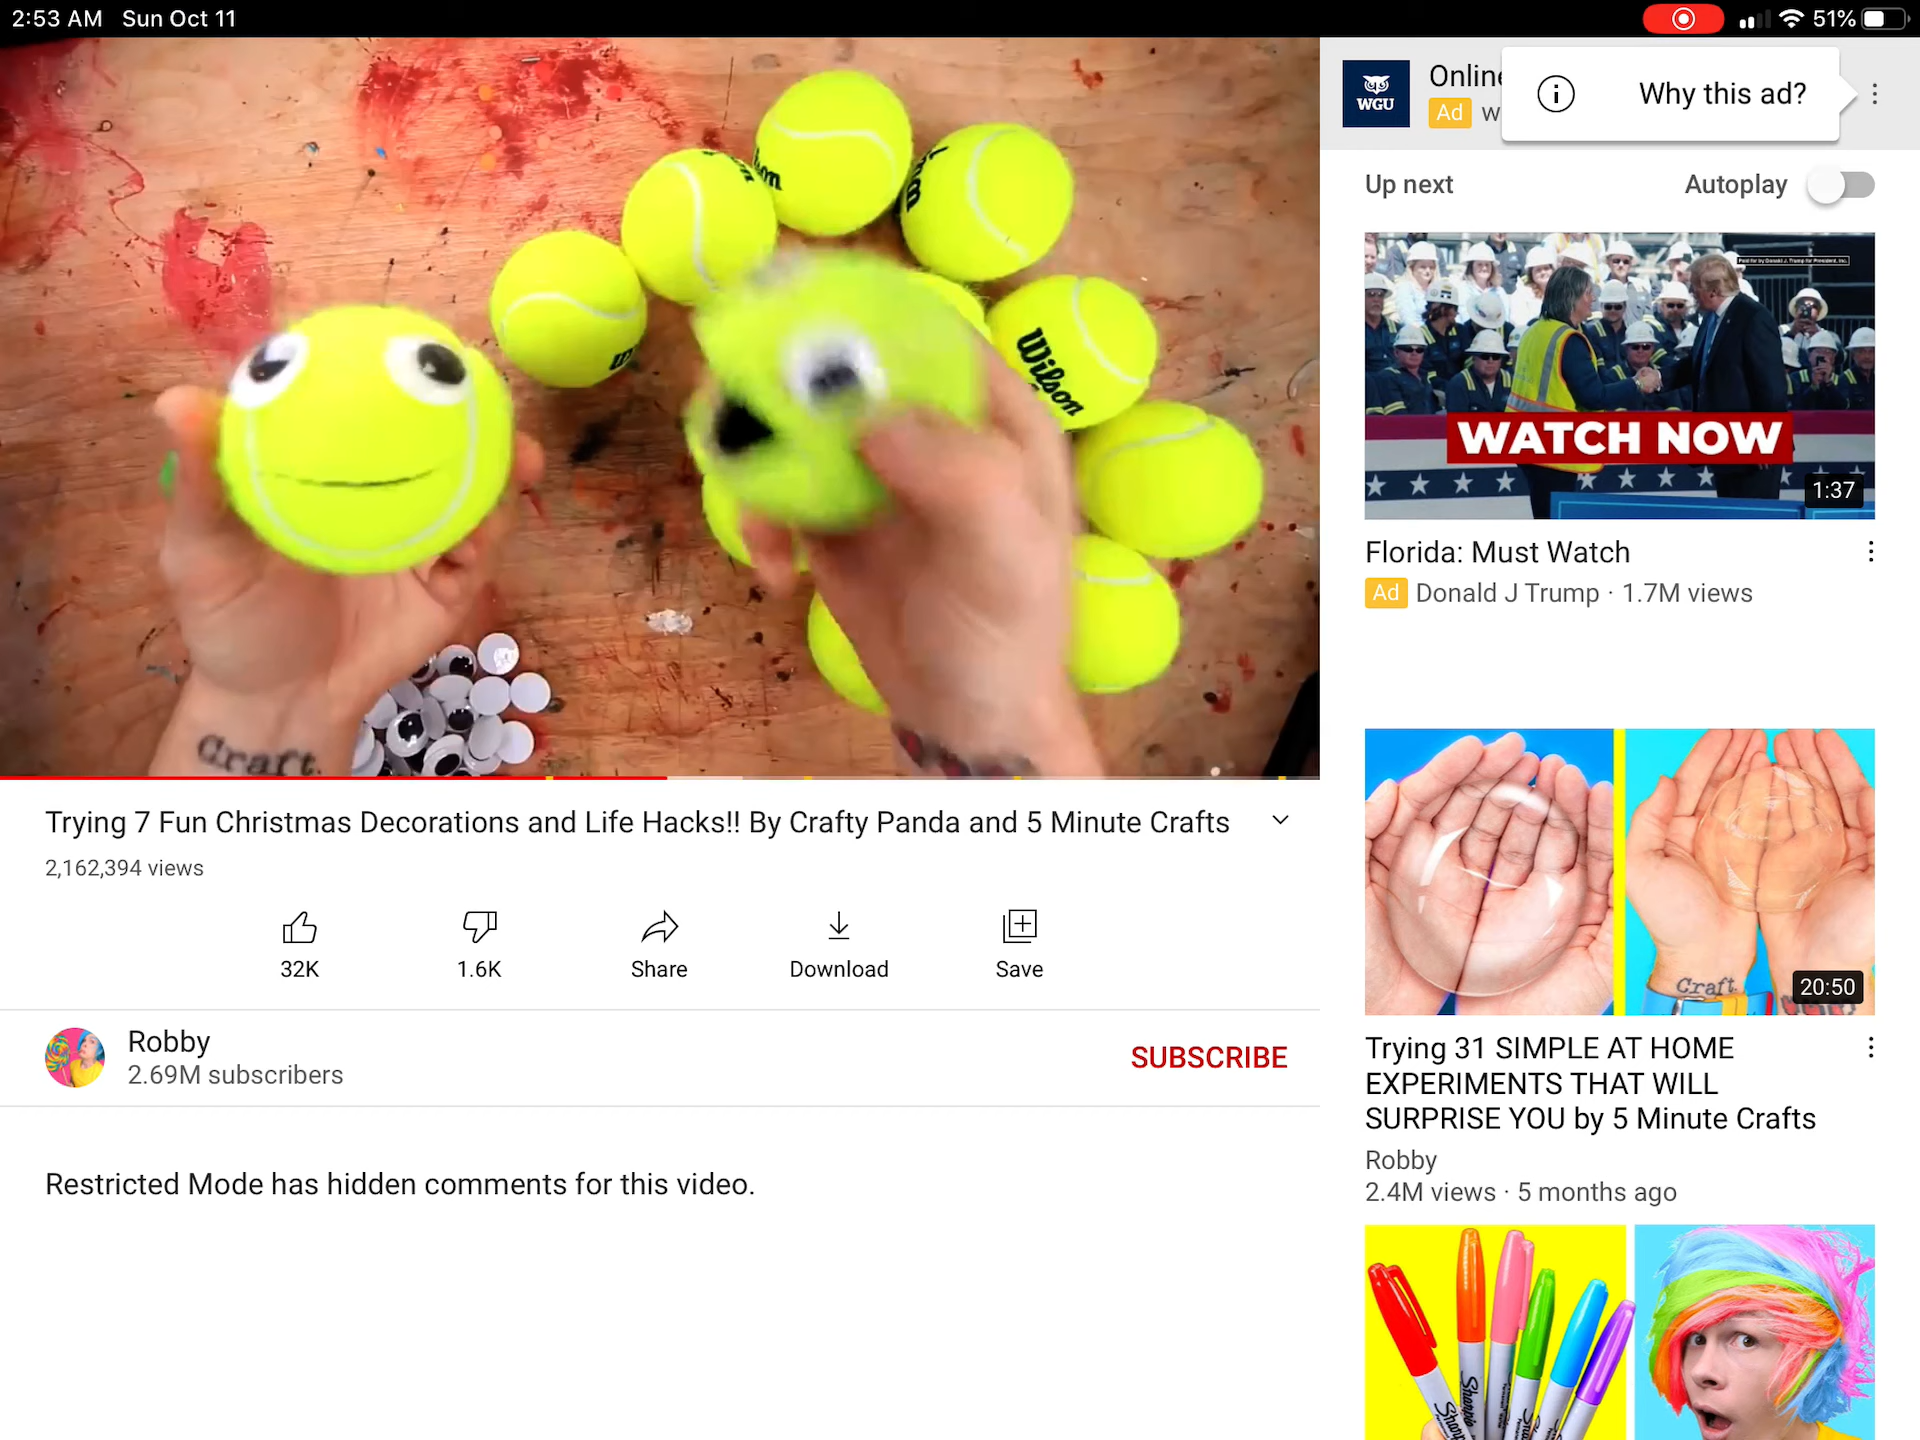 2:53 AM Sun Oct 11
51%
Wilson
Craft.
WGU
Online
Ad w
Why this ad?
Up next
Autoplay
WATCH NOW
1:37
Florida: Must Watch
Ad Donald J Trump · 1.7M views
Trying 7 Fun Christmas Decorations and Life Hacks!! By Crafty Panda and 5 Minute Crafts
2,162,394 views
32K
1.6K
Share
Download
Save
Robby
2.69M subscribers
SUBSCRIBE
Restricted Mode has hidden comments for this video.
Craft.
20:50
Trying 31 SIMPLE AT HOME
EXPERIMENTS THAT WILL
SURPRISE YOU by 5 Minute Crafts
Robby
2.4M views · 5 months ago
Sharpie